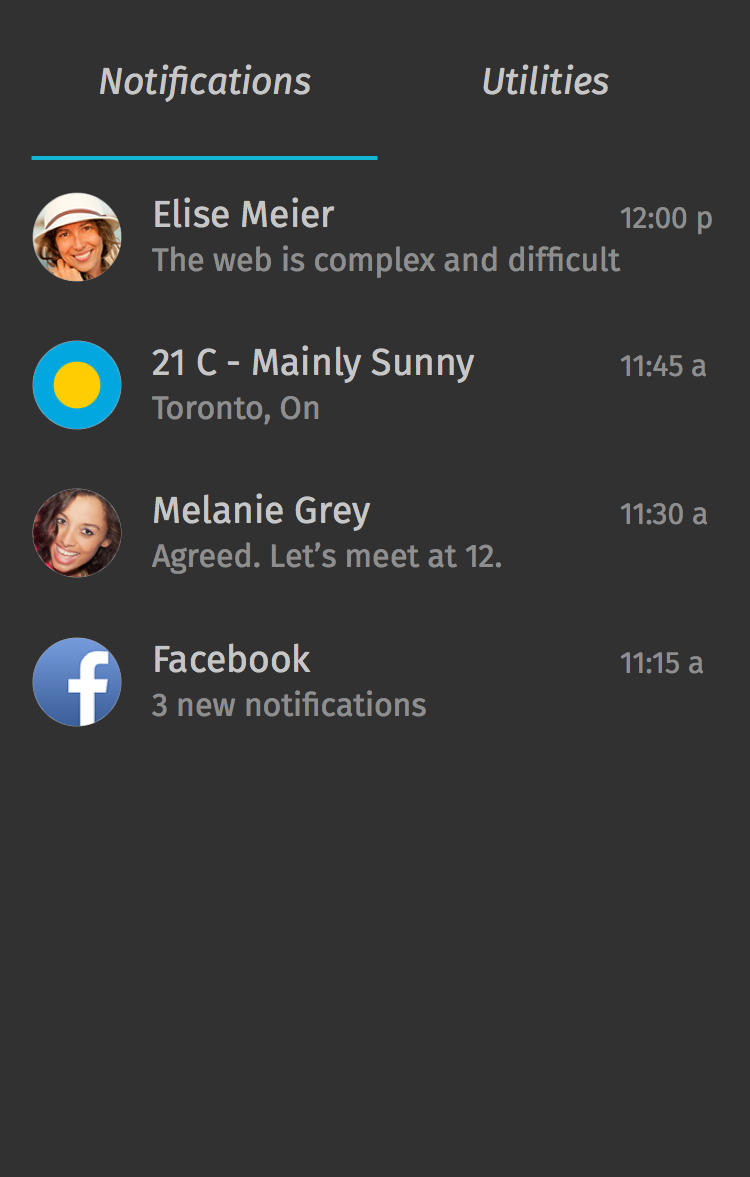 Notifications Utilities
Elise Meier 12:00 p
The web is complex and difficult
21 C - Mainly Sunny 11:45 a
Toronto, On
Melanie Grey 11:30 a
Agreed. Let’s meet at 12.
f Facebook 11:15 a
3 new notifications